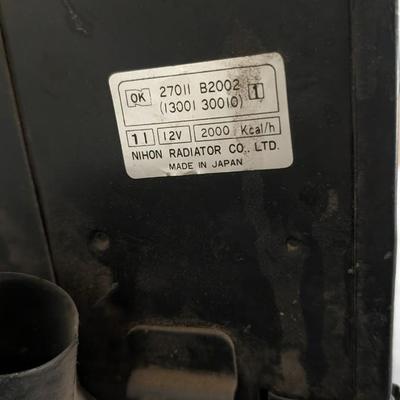 OK 27011 B2002 1
(13001 30010)
11 12V 2000 Kcal/h
NIHON RADIATOR CO., LTD.
MADE IN JAPAN